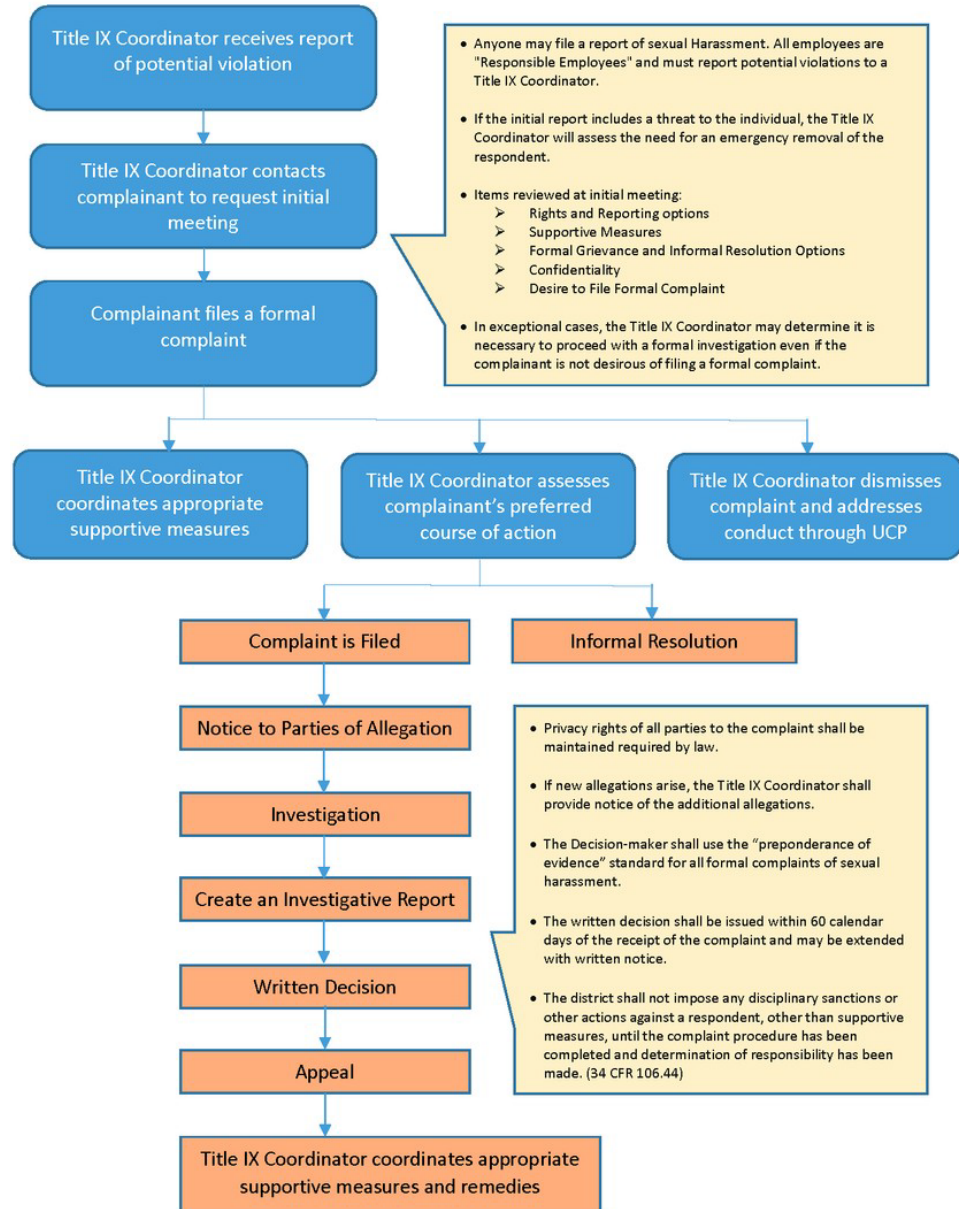 Title IX Coordinator receives report
of potential violation
Title IX Coordinator contacts
complainant to request initial
meeting
Complainant files a formal
complaint
• Anyone may file a report of sexual Harassment. All employees are
"Responsible Employees" and must report potential violations to a
Title IX Coordinator.
• If the initial report includes a threat to the individual, the Title IX
Coordinator will assess the need for an emergency removal of the
respondent.
• Items reviewed at initial meeting:
➢ Rights and Reporting options
➢ Supportive Measures
➢ Formal Grievance and Informal Resolution Options
➢ Confidentiality
➢ Desire to File Formal Complaint
• In exceptional cases, the Title IX Coordinator may determine it is
necessary to proceed with a formal investigation even if the
complainant is not desirous of filing a formal complaint.
Title IX Coordinator
coordinates appropriate
supportive measures
Title IX Coordinator assesses
complainant’s preferred
course of action
Title IX Coordinator dismisses
complaint and addresses
conduct through UCP
Complaint is Filed
Informal Resolution
Notice to Parties of Allegation
Investigation
Create an Investigative Report
Written Decision
Appeal
Title IX Coordinator coordinates appropriate
supportive measures and remedies
• Privacy rights of all parties to the complaint shall be
maintained required by law.
• If new allegations arise, the Title IX Coordinator shall
provide notice of the additional allegations.
• The Decision-maker shall use the “preponderance of
evidence” standard for all formal complaints of sexual
harassment.
• The written decision shall be issued within 60 calendar
days of the receipt of the complaint and may be extended
with written notice.
• The district shall not impose any disciplinary sanctions or
other actions against a respondent, other than supportive
measures, until the complaint procedure has been
completed and determination of responsibility has been
made. (34 CFR 106.44)